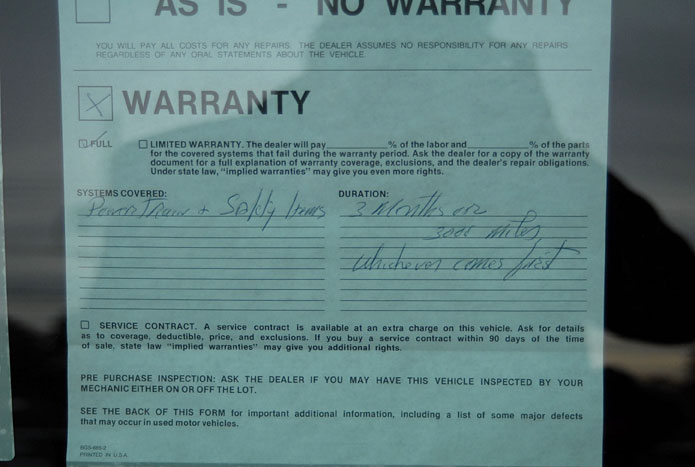 AS IS - NO WARRANTY
YOU WILL PAY ALL COSTS FOR ANY REPAIRS. THE DEALER ASSUMES NO RESPONSIBILITY FOR ANY REPAIRS
REGARDLESS OF ANY ORAL STATEMENTS ABOUT THE VEHICLE.
X WARRANTY
FULL LIMITED WARRANTY. The dealer will pay % of the labor and % of the parts
for the covered systems that fail during the warranty period. Ask the dealer for a copy of the warranty
document for a full explanation of warranty coverage, exclusions, and the dealer's repair obligations.
Under state law, "implied warranties" may give you even more rights.
SYSTEMS COVERED: DURATION:
Power Train + Safety Items 3 Months or
3000 miles
whichever comes first
SERVICE CONTRACT. A service contract is available at an extra charge on this vehicle. Ask for details
as to coverage, deductible, price, and exclusions. If you buy a service contract within 90 days of the time
of sale, state law "implied warranties" may give you additional rights.
PRE PURCHASE INSPECTION: ASK THE DEALER IF YOU MAY HAVE THIS VEHICLE INSPECTED BY YOUR
MECHANIC EITHER ON OR OFF THE LOT.
SEE THE BACK OF THIS FORM for important additional information, including a list of some major defects
that may occur in used motor vehicles.
PRINTED IN U.S.A.